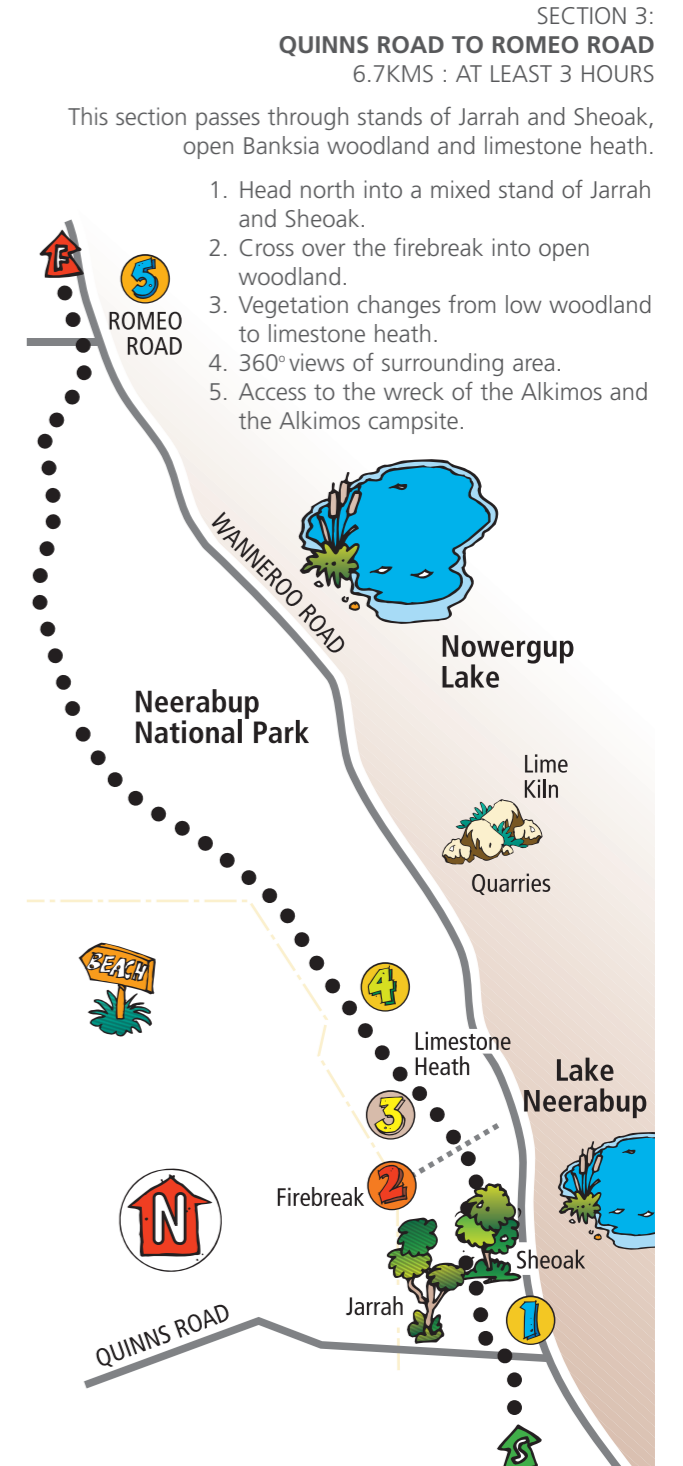 SECTION 3:
QUINNS ROAD TO ROMEO ROAD
6.7KMS : AT LEAST 3 HOURS
This section passes through stands of Jarrah and Sheoak,
open Banksia woodland and limestone heath.
1. Head north into a mixed stand of Jarrah
and Sheoak.
2. Cross over the firebreak into open
woodland.
3. Vegetation changes from low woodland
to limestone heath.
4. 360° views of surrounding area.
5. Access to the wreck of the Alkimos and
the Alkimos campsite.
F
5
ROMEO
ROAD
WANNEROO ROAD
Nowergup
Lake
Neerabup
National Park
Lime
Kiln
Quarries
BEACH
4
Limestone
Heath
Lake
Neerabup
3
2
Firebreak
N
Sheoak
Jarrah
1
QUINNS ROAD
S